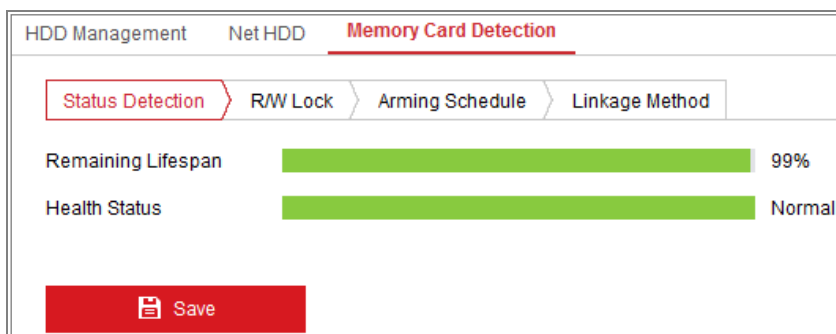 HDD Management Net HDD Memory Card Detection
Status Detection R/W Lock Arming Schedule Linkage Method
Remaining Lifespan 99%
Health Status Normal
Save